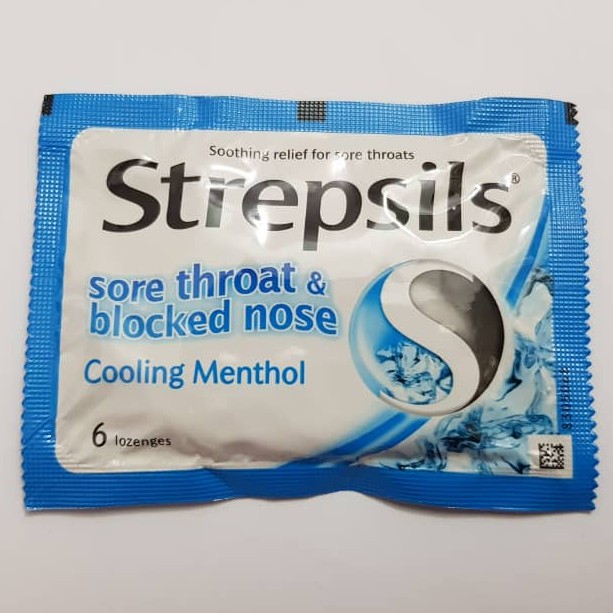 Soothing relief for sore throats
Strepsils®
sore throat &
blocked nose
Cooling Menthol
6 lozenges